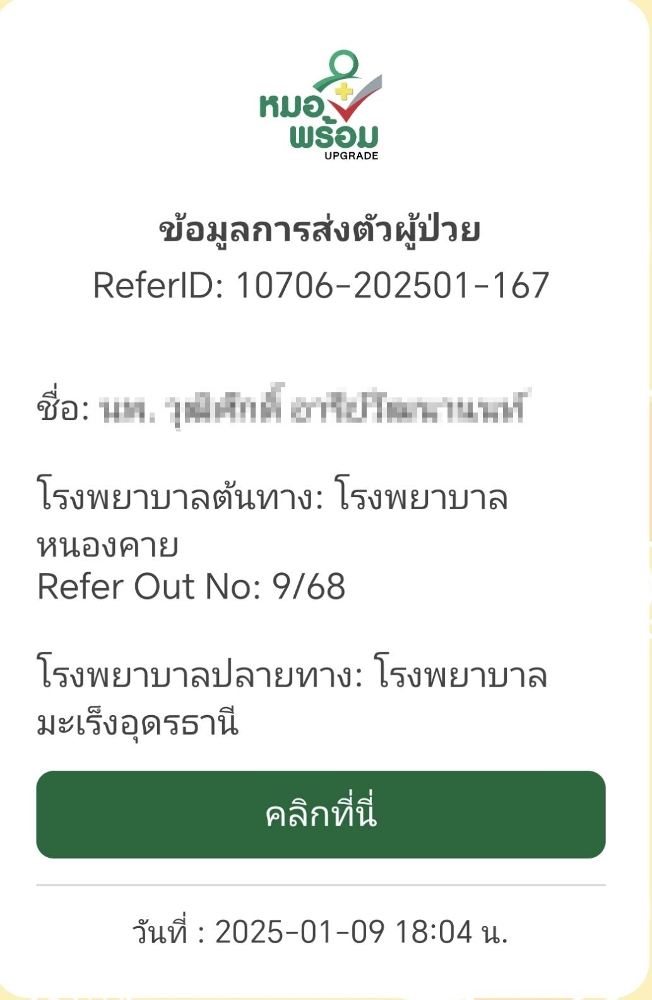 หมอ
พร้อม
UPGRADE
ข้อมูลการส่งตัวผู้ป่วย
ReferID: 10706-202501-167
ชื่อ:
โรงพยาบาลต้นทาง: โรงพยาบาล
หนองคาย
Refer Out No: 9/68
โรงพยาบาลปลายทาง: โรงพยาบาล
มะเร็งอุดรธานี
คลิกที่นี่
วันที่ : 2025-01-09 18:04 น.